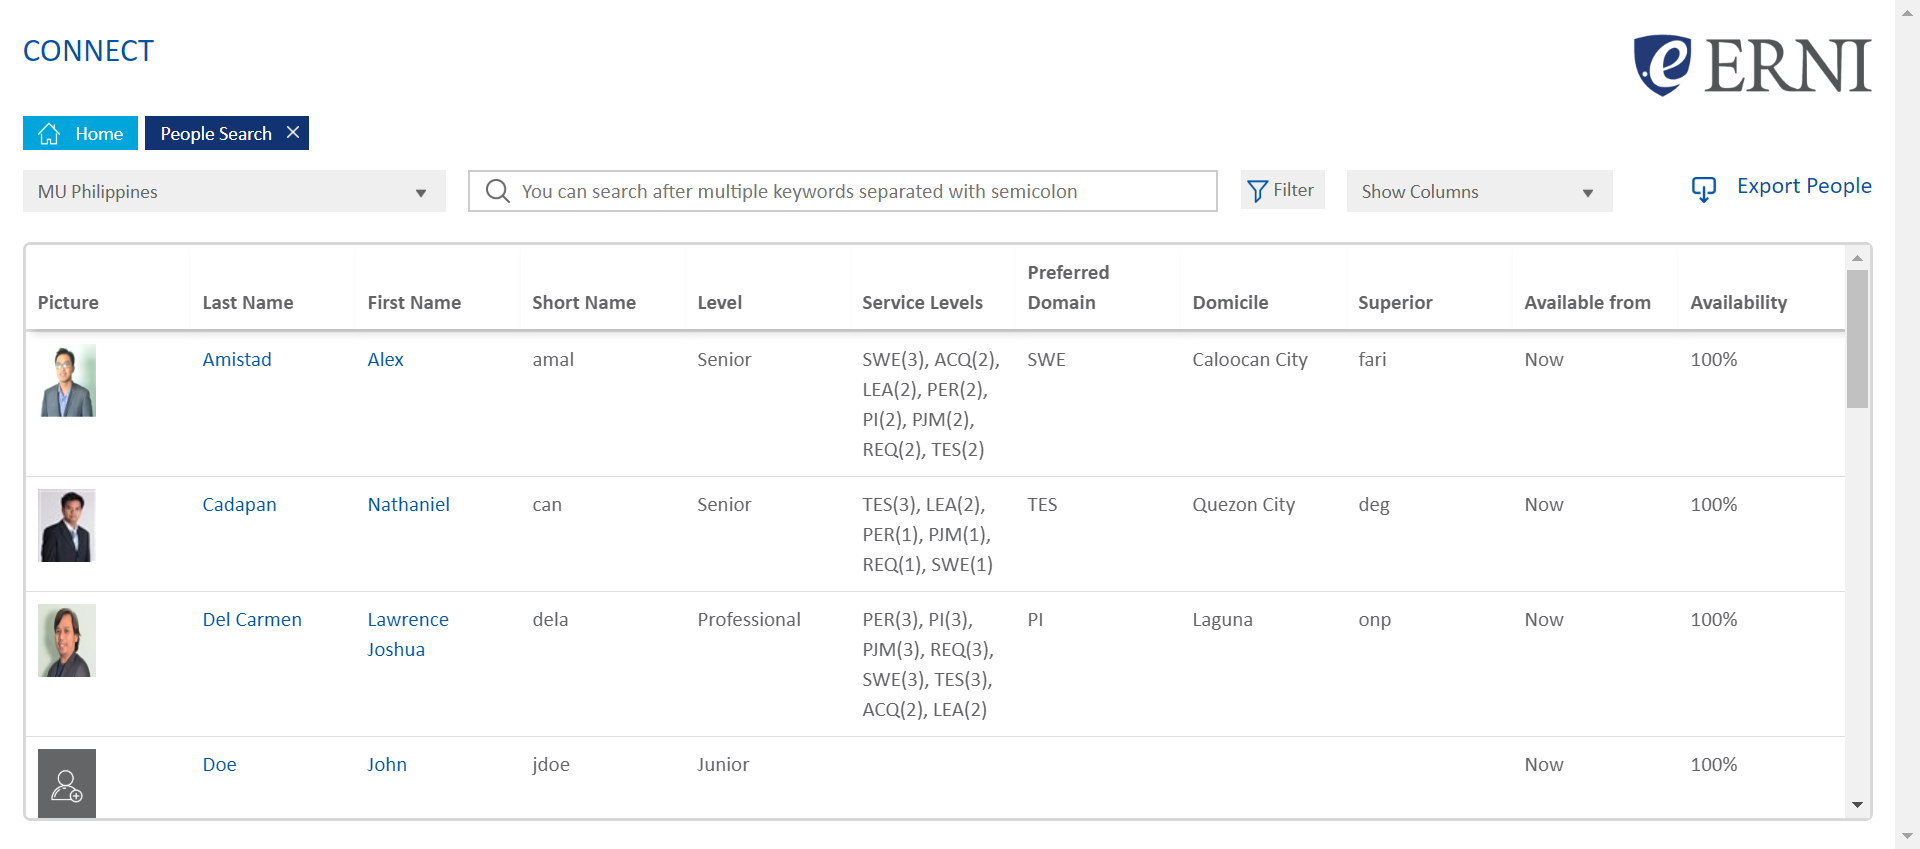 CONNECT
e ERNI
Home
People Search
MU Philippines
You can search after multiple keywords separated with semicolon
Filter
Show Columns
Export People
Picture Last Name First Name Short Name Level Service Levels Preferred Domain Domicile Superior Available from Availability
Amistad Alex amal Senior SWE(3), ACQ(2), SWE Caloocan City fari Now 100%
LEA(2), PER(2),
PI(2), PJM(2),
REQ(2), TES(2)
Cadapan Nathaniel can Senior TES(3), LEA(2), TES Quezon City deg Now 100%
PER(1), PJM(1),
REQ(1), SWE(1)
Del Carmen Lawrence dela Professional PER(3), PI(3), PI Laguna onp Now 100%
Joshua PJM(3), REQ(3),
SWE(3), TES(3),
ACQ(2), LEA(2)
Doe John jdoe Junior Now 100%